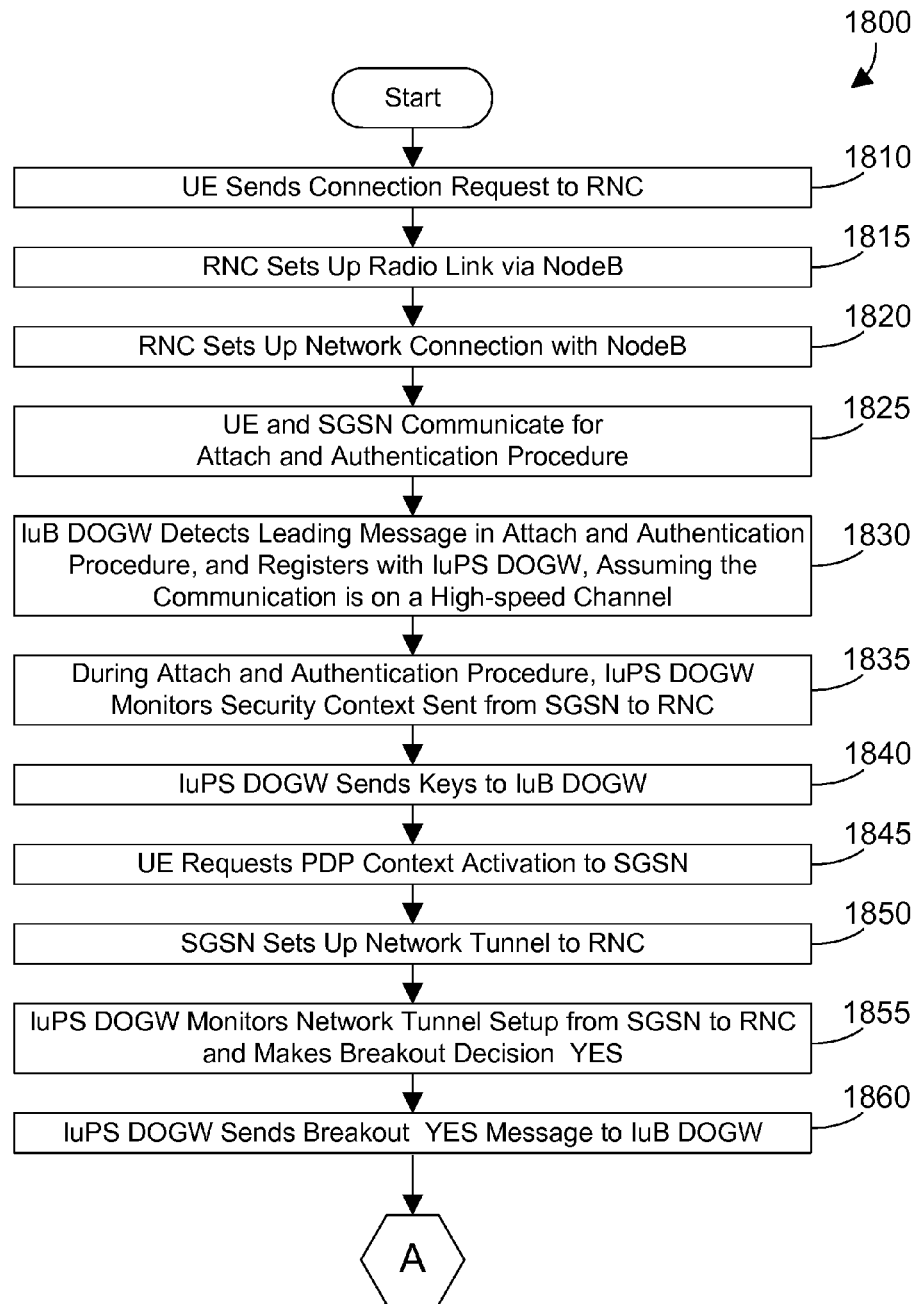 1800
Start
1810
UE Sends Connection Request to RNC
1815
RNC Sets Up Radio Link via NodeB
1820
RNC Sets Up Network Connection with NodeB
1825
UE and SGSN Communicate for
Attach and Authentication Procedure
1830
IuB DOGW Detects Leading Message in Attach and Authentication
Procedure, and Registers with IuPS DOGW, Assuming the
Communication is on a High-speed Channel
1835
During Attach and Authentication Procedure, IuPS DOGW
Monitors Security Context Sent from SGSN to RNC
1840
IuPS DOGW Sends Keys to IuB DOGW
1845
UE Requests PDP Context Activation to SGSN
1850
SGSN Sets Up Network Tunnel to RNC
1855
IuPS DOGW Monitors Network Tunnel Setup from SGSN to RNC
and Makes Breakout Decision YES
1860
IuPS DOGW Sends Breakout YES Message to IuB DOGW
A